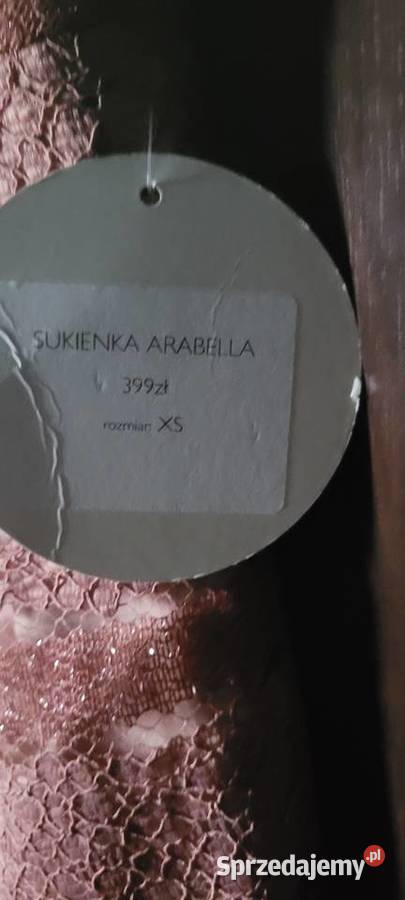 SUKIENKA ARABELLA
399zł
rozmiar: XS
Sprzedajemy.pl